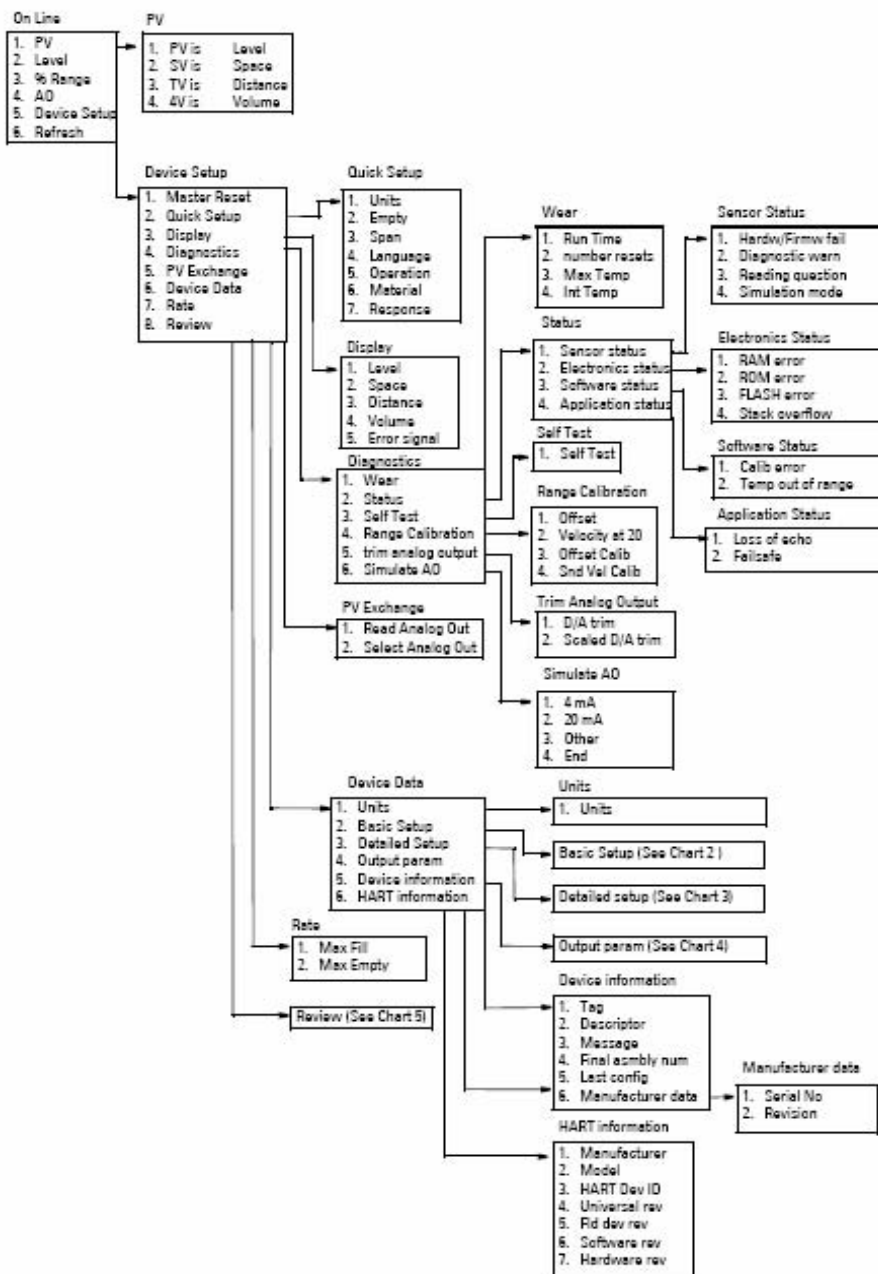 On Line
1. PV
2. Level
3. % Range
4. AO
5. Device Setup
6. Refresh
PV
1. PV is Level
2. SV is Space
3. TV is Distance
4. 4V is Volume
Device Setup
1. Master Reset
2. Quick Setup
3. Display
4. Diagnostics
5. PV Exchange
6. Device Data
7. Rate
8. Review
Quick Setup
1. Units
2. Empty
3. Span
4. Language
5. Operation
6. Material
7. Response
Display
1. Level
2. Space
3. Distance
4. Volume
5. Error signal
Diagnostics
1. Wear
2. Status
3. Self Test
4. Range Calibration
5. trim analog output
6. Simulate AO
PV Exchange
1. Read Analog Out
2. Select Analog Out
Wear
1. Run Time
2. number resets
3. Max Temp
4. Int Temp
Status
1. Sensor status
2. Electronics status
3. Software status
4. Application status
Self Test
1. Self Test
Range Calibration
1. Offset
2. Velocity at 20
3. Offset Calib
4. Snd Vel Calib
Trim Analog Output
1. D/A trim
2. Scaled D/A trim
Simulate AO
1. 4 mA
2. 20 mA
3. Other
4. End
Sensor Status
1. Hardw/Firmw fail
2. Diagnostic warn
3. Reading question
4. Simulation mode
Electronics Status
1. RAM error
2. ROM error
3. FLASH error
4. Stack overflow
Software Status
1. Calib error
2. Temp out of range
Application Status
1. Loss of echo
2. Failsafe
Device Data
1. Units
2. Basic Setup
3. Detailed Setup
4. Output param
5. Device information
6. HART information
Rate
1. Max Fill
2. Max Empty
Review (See Chart 5)
Units
1. Units
Basic Setup (See Chart 2 )
Detailed setup (See Chart 3)
Output param (See Chart 4)
Device information
1. Tag
2. Descriptor
3. Message
4. Final asmbly num
5. Last config
6. Manufacturer data
Manufacturer data
1. Serial No
2. Revision
HART information
1. Manufacturer
2. Model
3. HART Dev ID
4. Universal rev
5. Fld dev rev
6. Software rev
7. Hardware rev